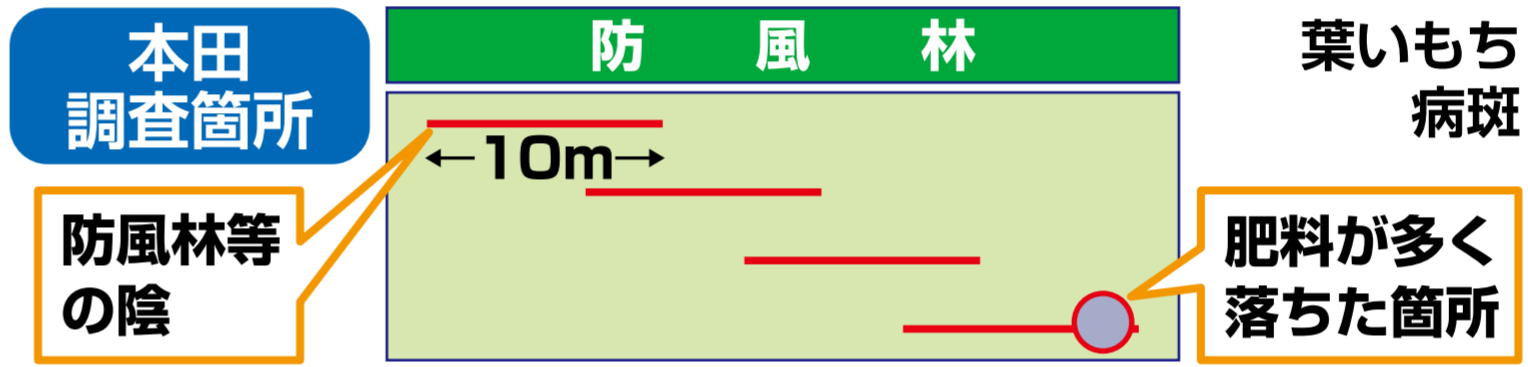 本田
調査箇所
防風林
葉いもち
病斑
←10m→
防風林等
の陰
肥料が多く
落ちた箇所